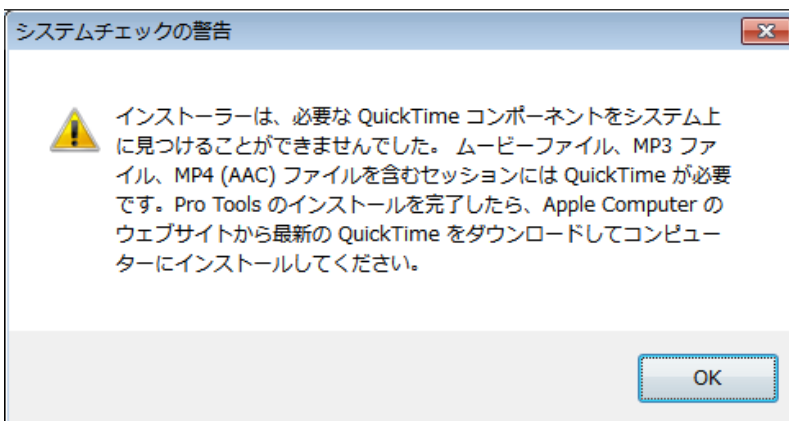 システムチェックの警告
インストーラーは、必要な QuickTime コンポーネントをシステム上
に見つけることができませんでした。 ムービーファイル、MP3 ファ
イル、MP4 (AAC) ファイルを含むセッションには QuickTime が必要
です。Pro Tools のインストールを完了したら、Apple Computer の
ウェブサイトから最新の QuickTime をダウンロードしてコンピュー
ターにインストールしてください。
OK